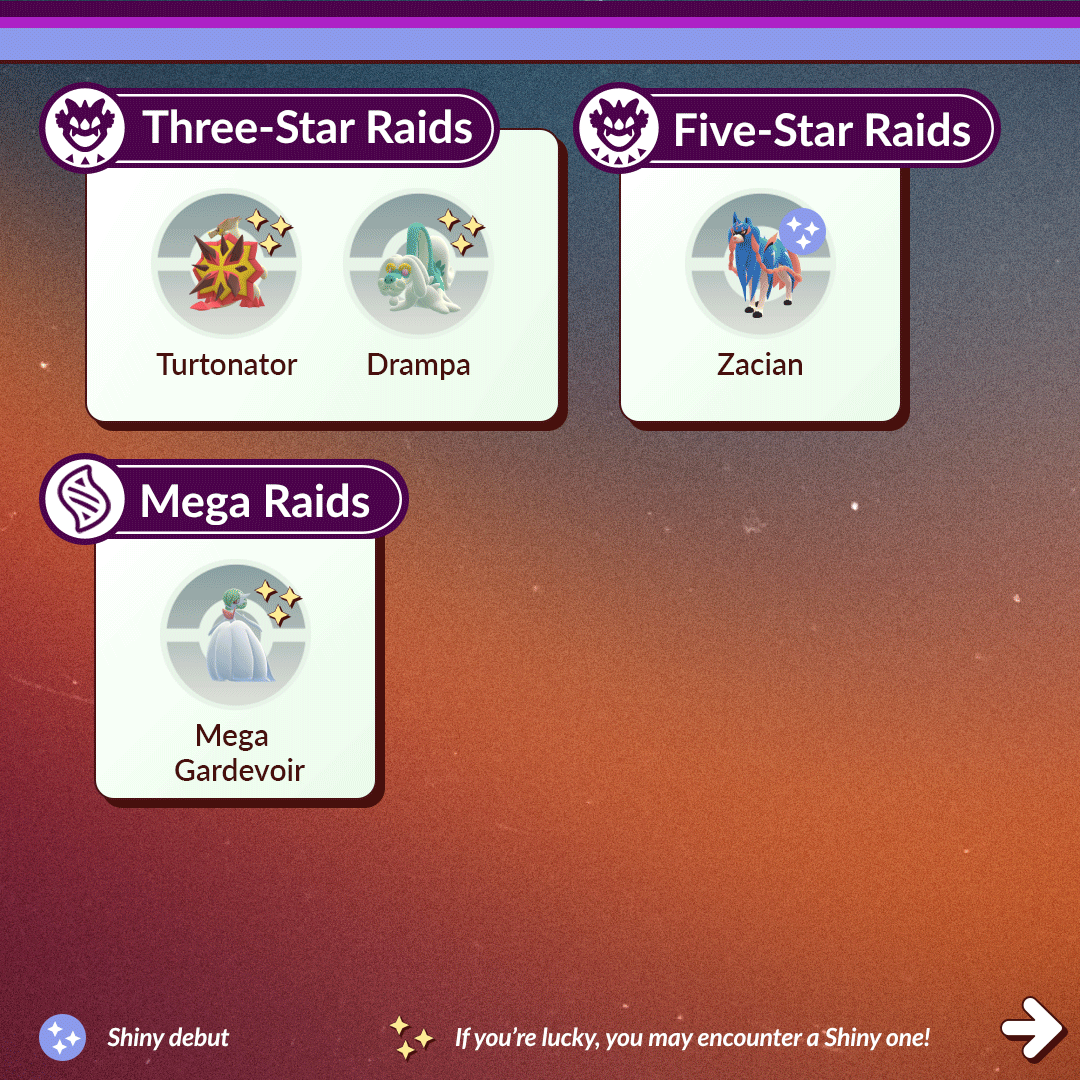 Three-Star Raids
Five-Star Raids
Turtonator
Drampa
Zacian
Mega Raids
Mega
Gardevoir
Shiny debut
If you're lucky, you may encounter a Shiny one!